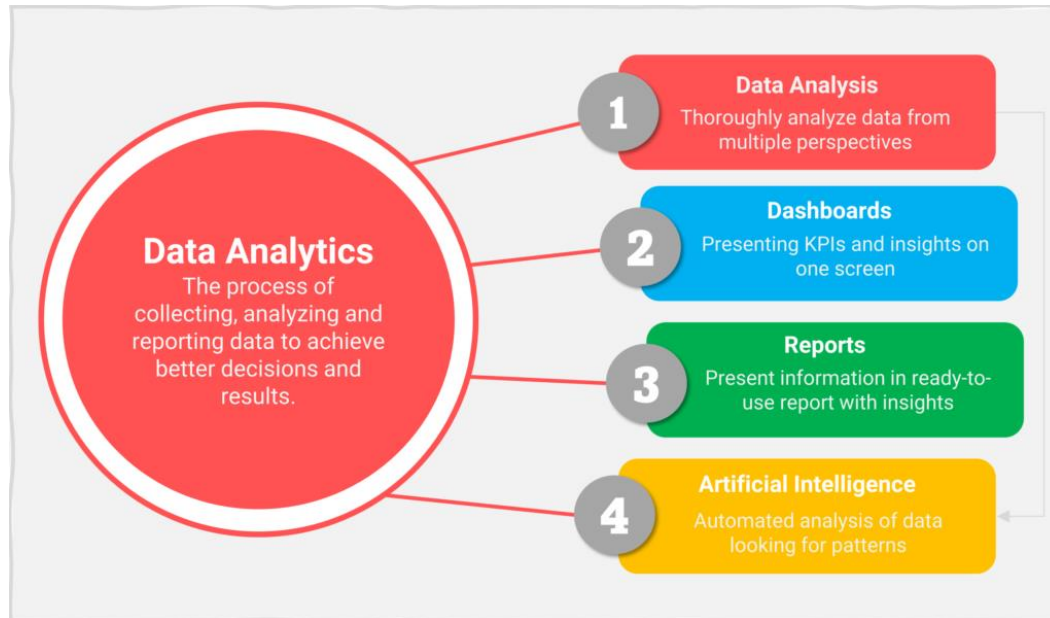 Data Analytics
The process of
collecting, analyzing and
reporting data to achieve
better decisions and
results.
1
Data Analysis
Thoroughly analyze data from
multiple perspectives
2
Dashboards
Presenting KPIs and insights on
one screen
3
Reports
Present information in ready-to-
use report with insights
4
Artificial Intelligence
Automated analysis of data
looking for patterns